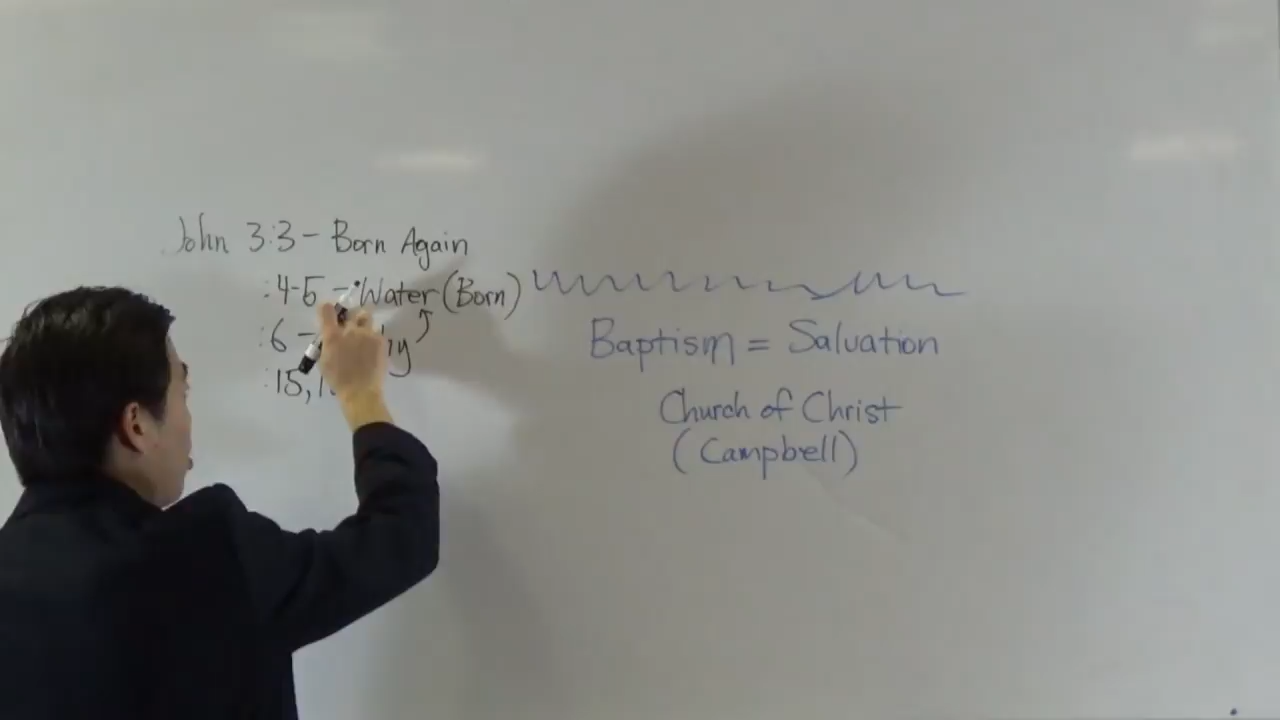 John 3:3 - Born Again
:4-5 - Water (Born)
:6 -
:15,
Baptism = Salvation
Church of Christ
(Campbell)